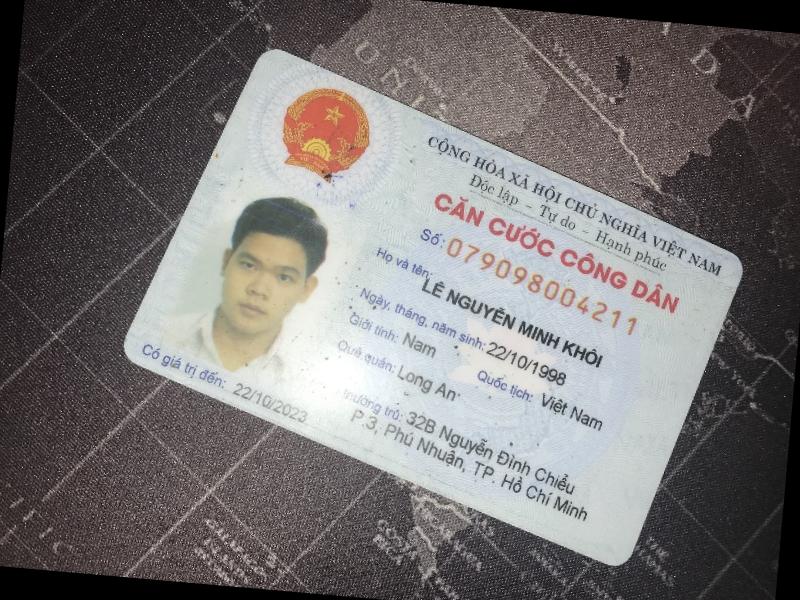 CỘNG HÒA XÃ HỘI CHỦ NGHĨA VIỆT NAM
Độc lập – Tự do – Hạnh phúc
CĂN CƯỚC CÔNG DÂN
Số: 079098004211
Họ và tên:
LÊ NGUYỄN MINH KHÔI
Ngày, tháng, năm sinh: 22/10/1998
Giới tính: Nam Quốc tịch: Việt Nam
Quê quán: Long An
thường trú: 32B Nguyễn Đình Chiểu
P.3, Phú Nhuận, TP. Hồ Chí Minh
Có giá trị đến: 22/10/2023